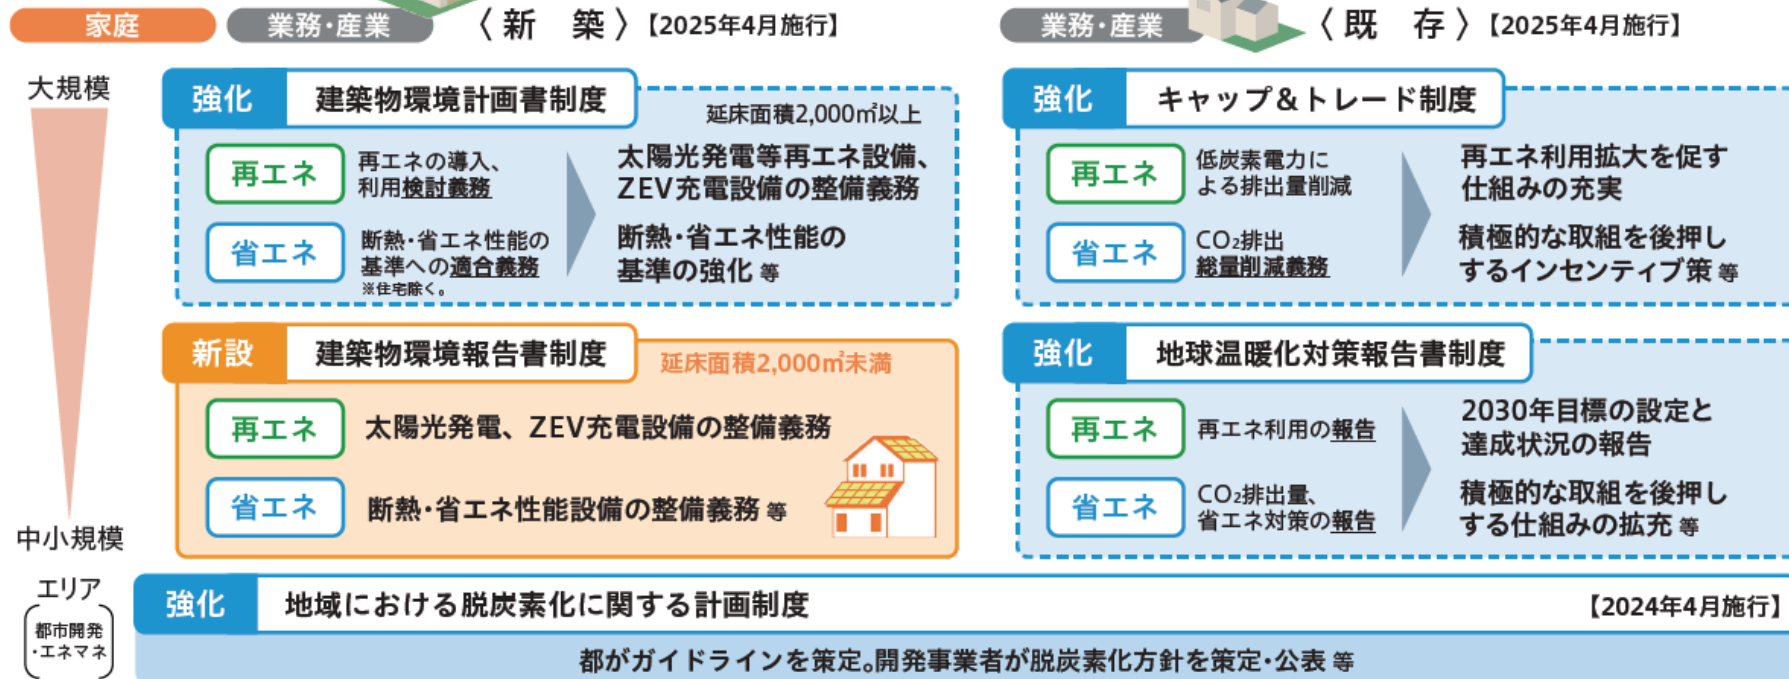 家庭
業務・産業
〈新 築〉【2025年4月施行】
業務・産業
〈既 存〉【2025年4月施行】
大規模
中小規模
強化
建築物環境計画書制度
延床面積2,000㎡以上
再エネ
再エネの導入、
利用検討義務
太陽光発電等再エネ設備、
ZEV充電設備の整備義務
省エネ
断熱・省エネ性能の
基準への適合義務
※住宅除く。
断熱・省エネ性能の
基準の強化 等
強化
キャップ＆トレード制度
再エネ
低炭素電力に
よる排出量削減
再エネ利用拡大を促す
仕組みの充実
省エネ
CO₂排出
総量削減義務
積極的な取組を後押し
するインセンティブ策 等
新設
建築物環境報告書制度
延床面積2,000㎡未満
再エネ
太陽光発電、ZEV充電設備の整備義務
省エネ
断熱・省エネ性能設備の整備義務 等
強化
地球温暖化対策報告書制度
再エネ
再エネ利用の報告
2030年目標の設定と
達成状況の報告
省エネ
CO₂排出量、
省エネ対策の報告
積極的な取組を後押し
する仕組みの拡充 等
エリア
都市開発
・エネマネ
強化
地域における脱炭素化に関する計画制度
【2024年4月施行】
都がガイドラインを策定。開発事業者が脱炭素化方針を策定・公表 等